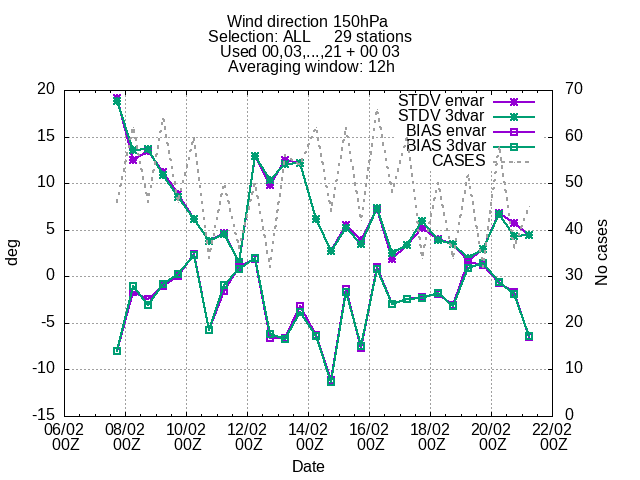 Wind direction 150hPa
Selection: ALL 29 stations
Used 00,03,...,21 + 00 03
Averaging window: 12h
20 70
STDV envar
STDV 3dvar
15 60
BIAS envar
BIAS 3dvar
CASES
10 50
5 40
deg
No cases
0 30
-5 20
-10 10
-15 0
06/02 08/02 10/02 12/02 14/02 16/02 18/02 20/02 22/02
00Z 00Z 00Z 00Z 00Z 00Z 00Z 00Z 00Z
Date